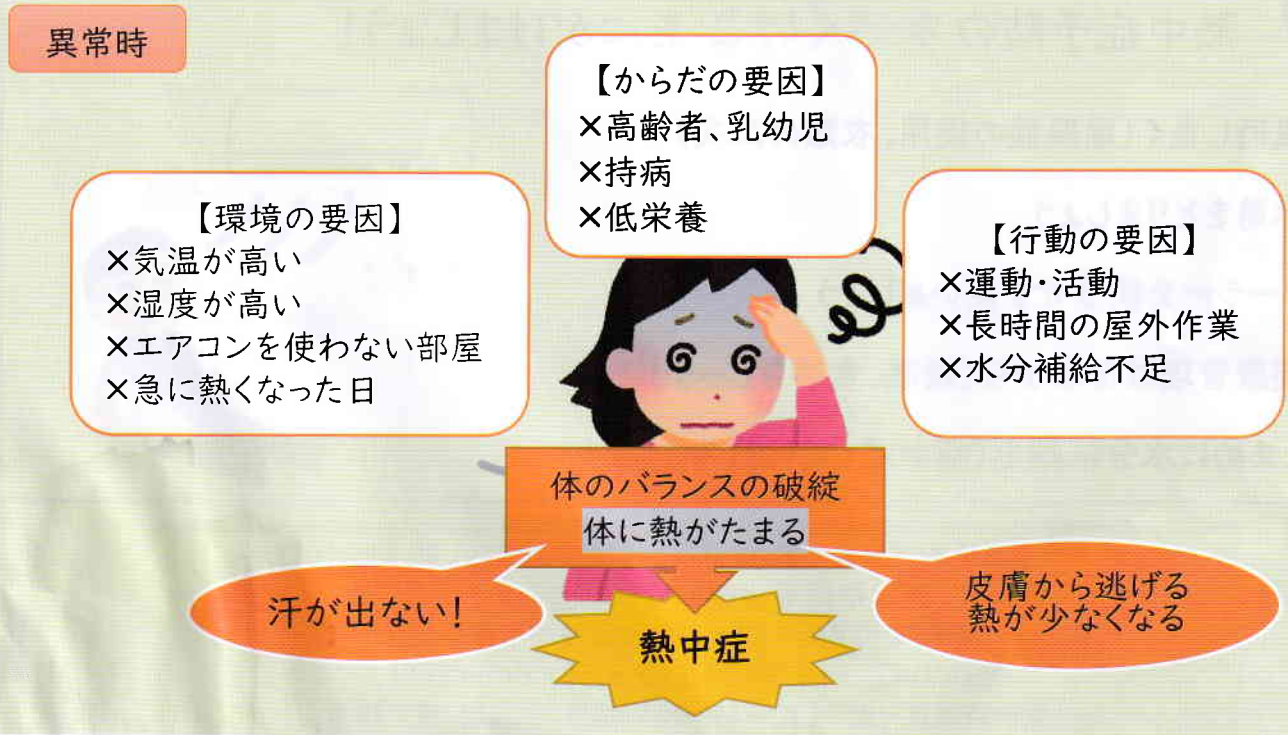 異常時
【からだの要因】
×高齢者、乳幼児
×持病
×低栄養
【環境の要因】
×気温が高い
×湿度が高い
×エアコンを使わない部屋
×急に熱くなった日
【行動の要因】
×運動・活動
×長時間の屋外作業
×水分補給不足
体のバランスの破綻
体に熱がたまる
汗が出ない!
皮膚から逃げる
熱が少なくなる
熱中症